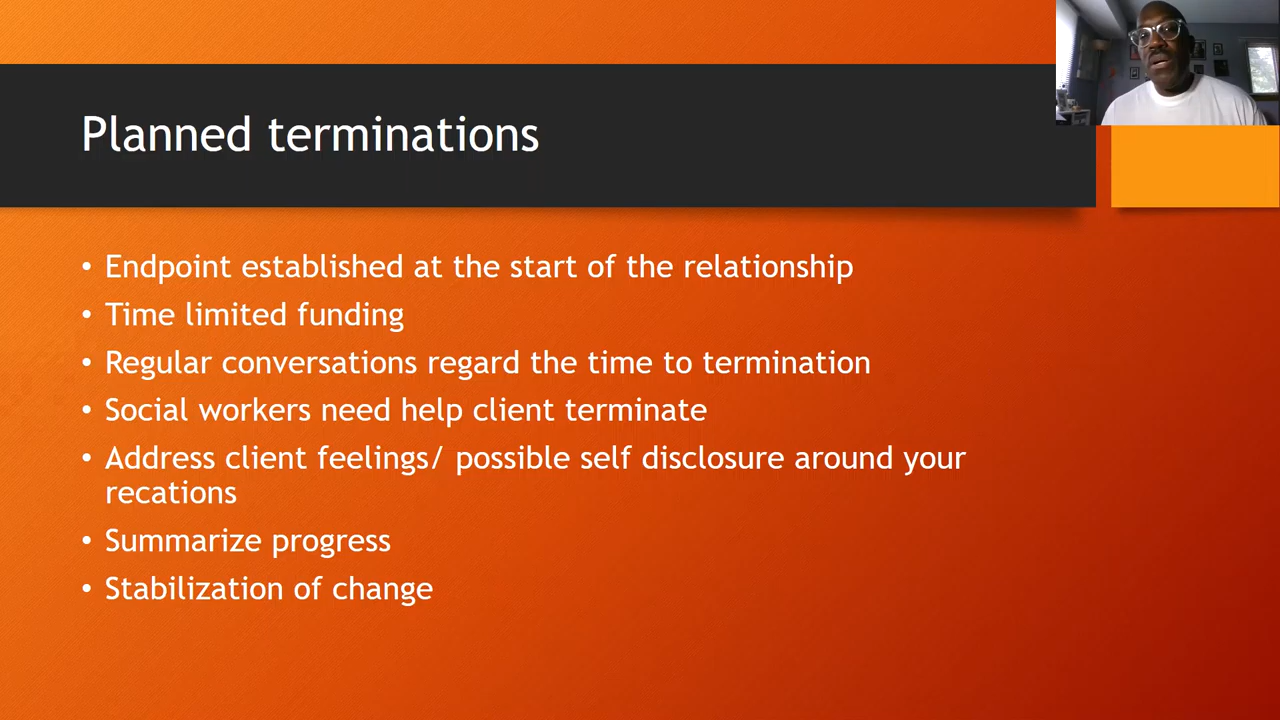 Planned terminations
• Endpoint established at the start of the relationship
• Time limited funding
• Regular conversations regard the time to termination
• Social workers need help client terminate
• Address client feelings/ possible self disclosure around your
recations
• Summarize progress
• Stabilization of change